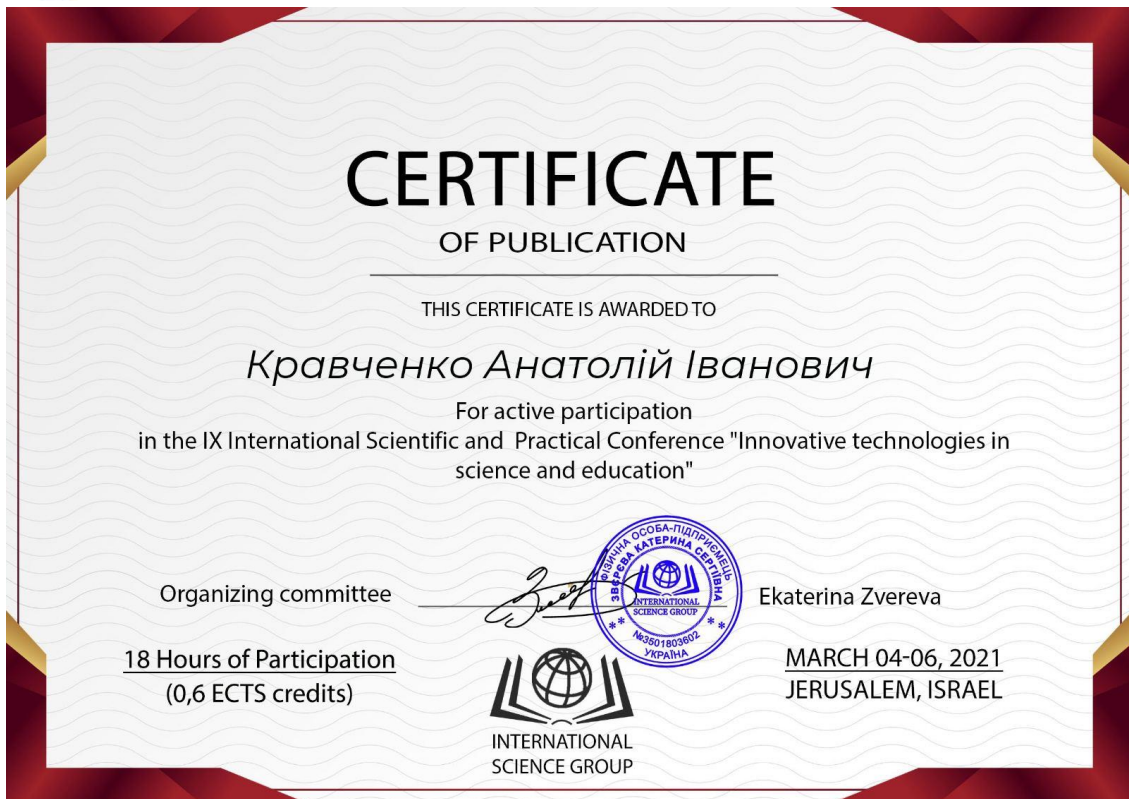 CERTIFICATE
OF PUBLICATION
THIS CERTIFICATE IS AWARDED TO
Кравченко Анатолій Іванович
For active participation
in the IX International Scientific and Practical Conference "Innovative technologies in
science and education"
Organizing committee
Ekaterina Zvereva
ФІЗИЧНА ОСОБА-ПІДПРИЄМЕЦЬ
ЗВЄРЄВА КАТЕРИНА СЕРГІЇВНА
INTERNATIONAL
SCIENCE GROUP
№3501803602
УКРАЇНА
18 Hours of Participation
(0,6 ECTS credits)
MARCH 04-06, 2021
JERUSALEM, ISRAEL
INTERNATIONAL
SCIENCE GROUP